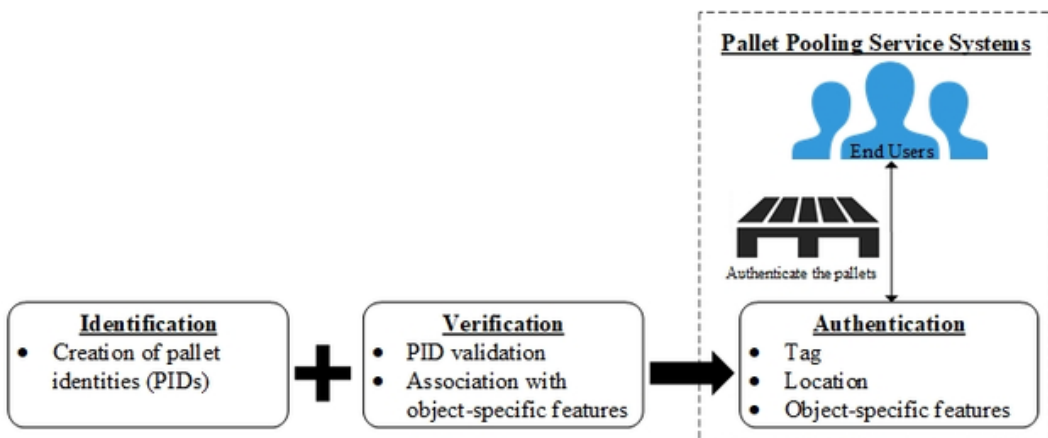 Pallet Pooling Service Systems
End Users
Authenticate the pallets
Identification
• Creation of pallet
identities (PIDs)
Verification
• PID validation
• Association with
object-specific features
Authentication
• Tag
• Location
• Object-specific features